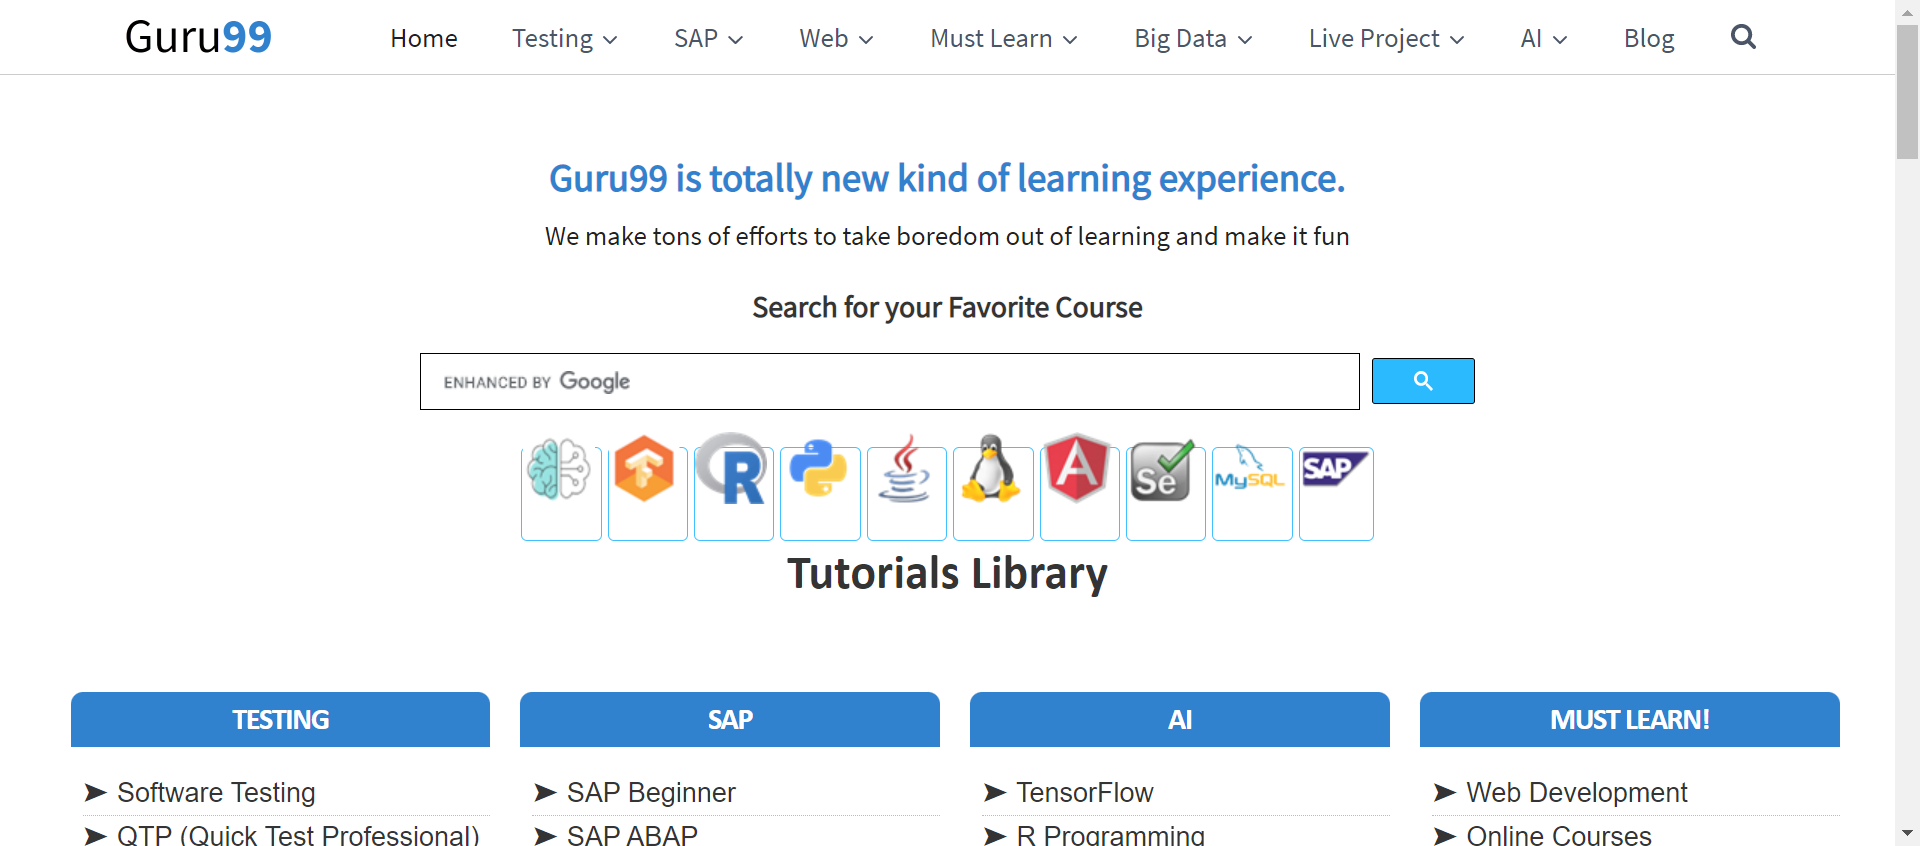 Guru99 Home Testing SAP Web Must Learn Big Data Live Project AI Blog
Guru99 is totally new kind of learning experience.
We make tons of efforts to take boredom out of learning and make it fun
Search for your Favorite Course
ENHANCED BY Google
R Se MySQL SAP
Tutorials Library
TESTING SAP AI MUST LEARN!
Software Testing SAP Beginner TensorFlow Web Development
QTP (Quick Test Professional) SAP ABAP R Programming Online Courses